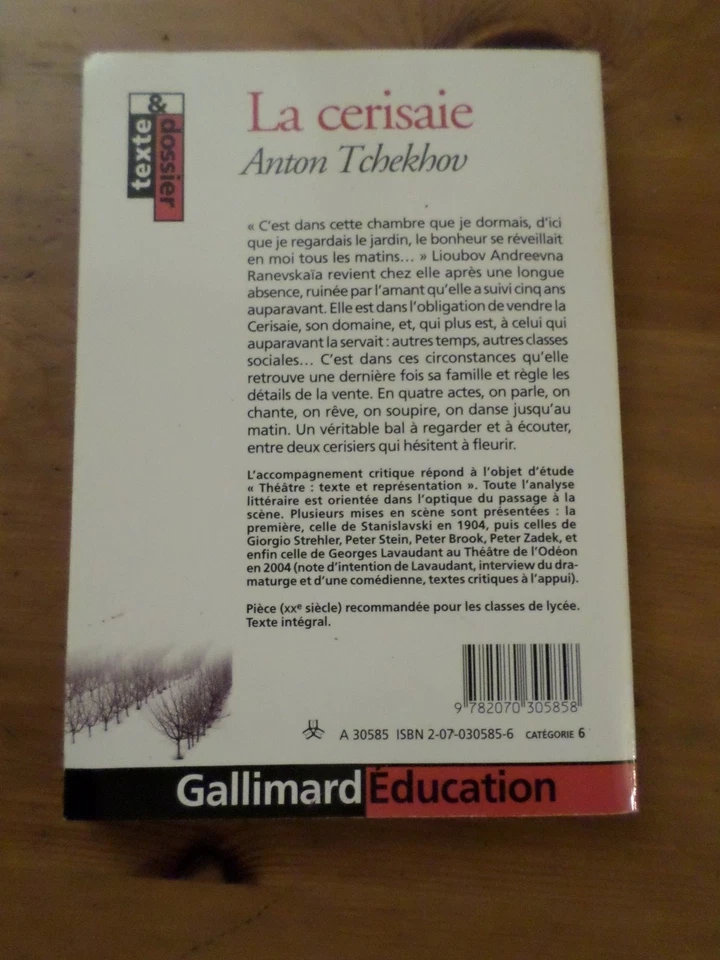 texte
&
dossier
La cerisaie
Anton Tchekhov
« C'est dans cette chambre que je dormais, d'ici
que je regardais le jardin, le bonheur se réveillait
en moi tous les matins... » Lioubov Andreevna
Ranevskaïa revient chez elle après une longue
absence, ruinée par l'amant qu'elle a suivi cinq ans
auparavant. Elle est dans l'obligation de vendre la
Cerisaie, son domaine, et, qui plus est, à celui qui
auparavant la servait : autres temps, autres classes
sociales... C'est dans ces circonstances qu'elle
retrouve une dernière fois sa famille et règle les
détails de la vente. En quatre actes, on parle, on
chante, on rêve, on soupire, on danse jusqu'au
matin. Un véritable bal à regarder et à écouter,
entre deux cerisiers qui hésitent à fleurir.
L'accompagnement critique répond à l'objet d'étude
« Théâtre : texte et représentation ». Toute l'analyse
littéraire est orientée dans l'optique du passage à la
scène. Plusieurs mises en scène sont présentées : la
première, celle de Stanislavski en 1904, puis celles de
Giorgio Strehler, Peter Stein, Peter Brook, Peter Zadek, et
enfin celle de Georges Lavaudant au Théâtre de l'Odéon
en 2004 (note d'intention de Lavaudant, interview du dra-
maturge et d'une comédienne, textes critiques à l'appui).
Pièce (XXe siècle) recommandée pour les classes de lycée.
Texte intégral.
9 782070 305858
A 30585 ISBN 2-07-030585-6 CATÉGORIE 6
Gallimard Éducation